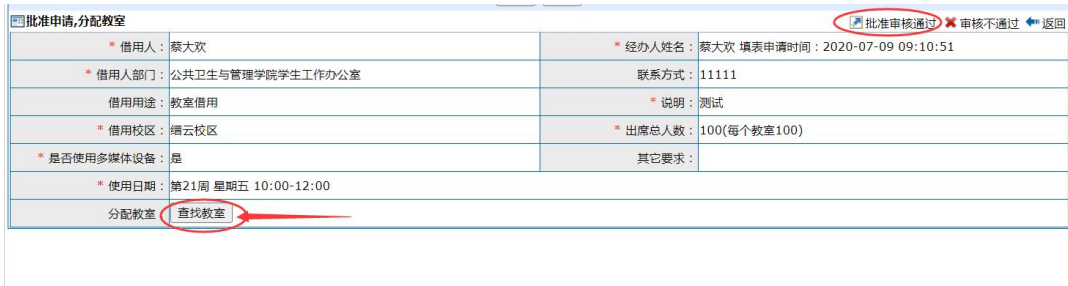 批准申请,分配教室 批准审核通过 审核不通过 返回
* 借用人： 蔡大欢 * 经办人姓名： 蔡大欢 填表申请时间：2020-07-09 09:10:51
* 借用人部门： 公共卫生与管理学院学生工作办公室 联系方式： 11111
借用用途： 教室借用 * 说明： 测试
* 借用校区： 缙云校区 * 出席总人数： 100(每个教室100)
* 是否使用多媒体设备： 是 其它要求：
* 使用日期： 第21周 星期五 10:00-12:00
分配教室 查找教室